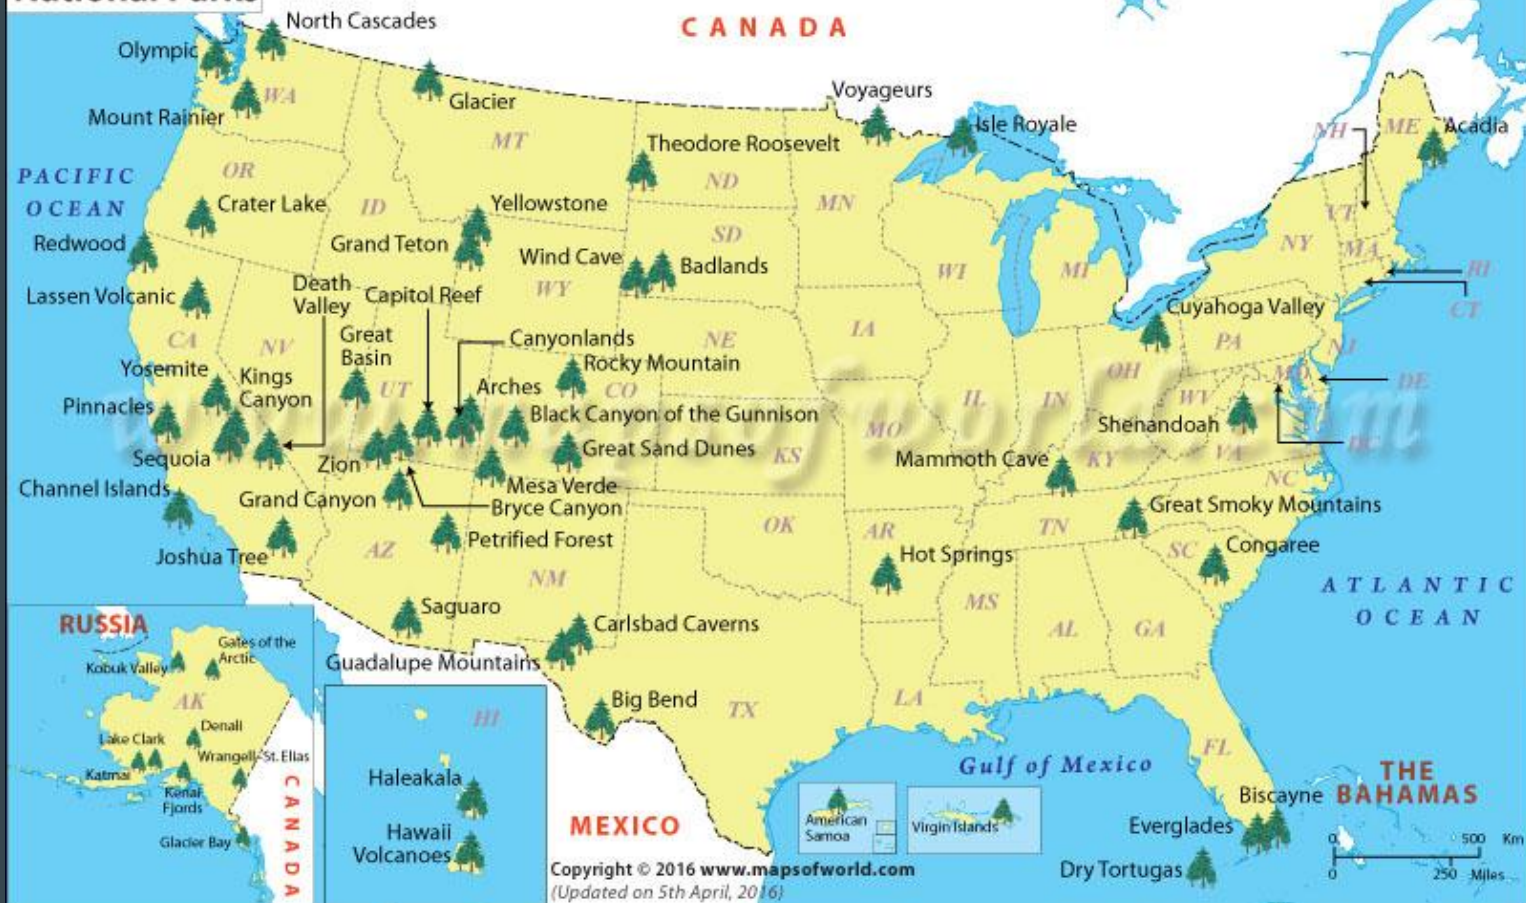 National Parks
CANADA
North Cascades
Olympic
WA
Mount Rainier
Glacier
MT
Voyageurs
Isle Royale
Theodore Roosevelt
ND
MN
NH
ME
Acadia
PACIFIC
OCEAN
OR
Crater Lake
ID
Yellowstone
Grand Teton
SD
VT
NY
MA
Redwood
Wind Cave
Badlands
WY
WI
MI
RI
CT
Lassen Volcanic
Death
Valley
Capitol Reef
CA
NV
Great
Basin
Canyonlands
Rocky Mountain
NE
IA
Cuyahoga Valley
PA
NJ
Yosemite
Kings
Canyon
UT
Arches
CO
IL
IN
OH
WV
MD
DE
Pinnacles
Black Canyon of the Gunnison
MO
Shenandoah
DC
Sequoia
Zion
Great Sand Dunes
KS
Mammoth Cave
KY
VA
www.mapsofworld.com
Channel Islands
Grand Canyon
Mesa Verde
Bryce Canyon
NC
Great Smoky Mountains
Joshua Tree
AZ
Petrified Forest
NM
OK
AR
TN
Hot Springs
SC
Congaree
ATLANTIC
OCEAN
Saguaro
Carlsbad Caverns
Guadalupe Mountains
MS
AL
GA
Big Bend
TX
LA
FL
Gulf of Mexico
RUSSIA
Gates of the
Arctic
Kobuk Valley
AK
Denali
Lake Clark
Wrangell-St. Elias
Katmai
Kenai
Fjords
Glacier Bay
CANADA
HI
Haleakala
Hawaii
Volcanoes
MEXICO
American
Samoa
Virgin Islands
Biscayne
Everglades
Dry Tortugas
THE
BAHAMAS
0 500 Km
0 250 Miles
Copyright © 2016 www.mapsofworld.com
(Updated on 5th April, 2016)